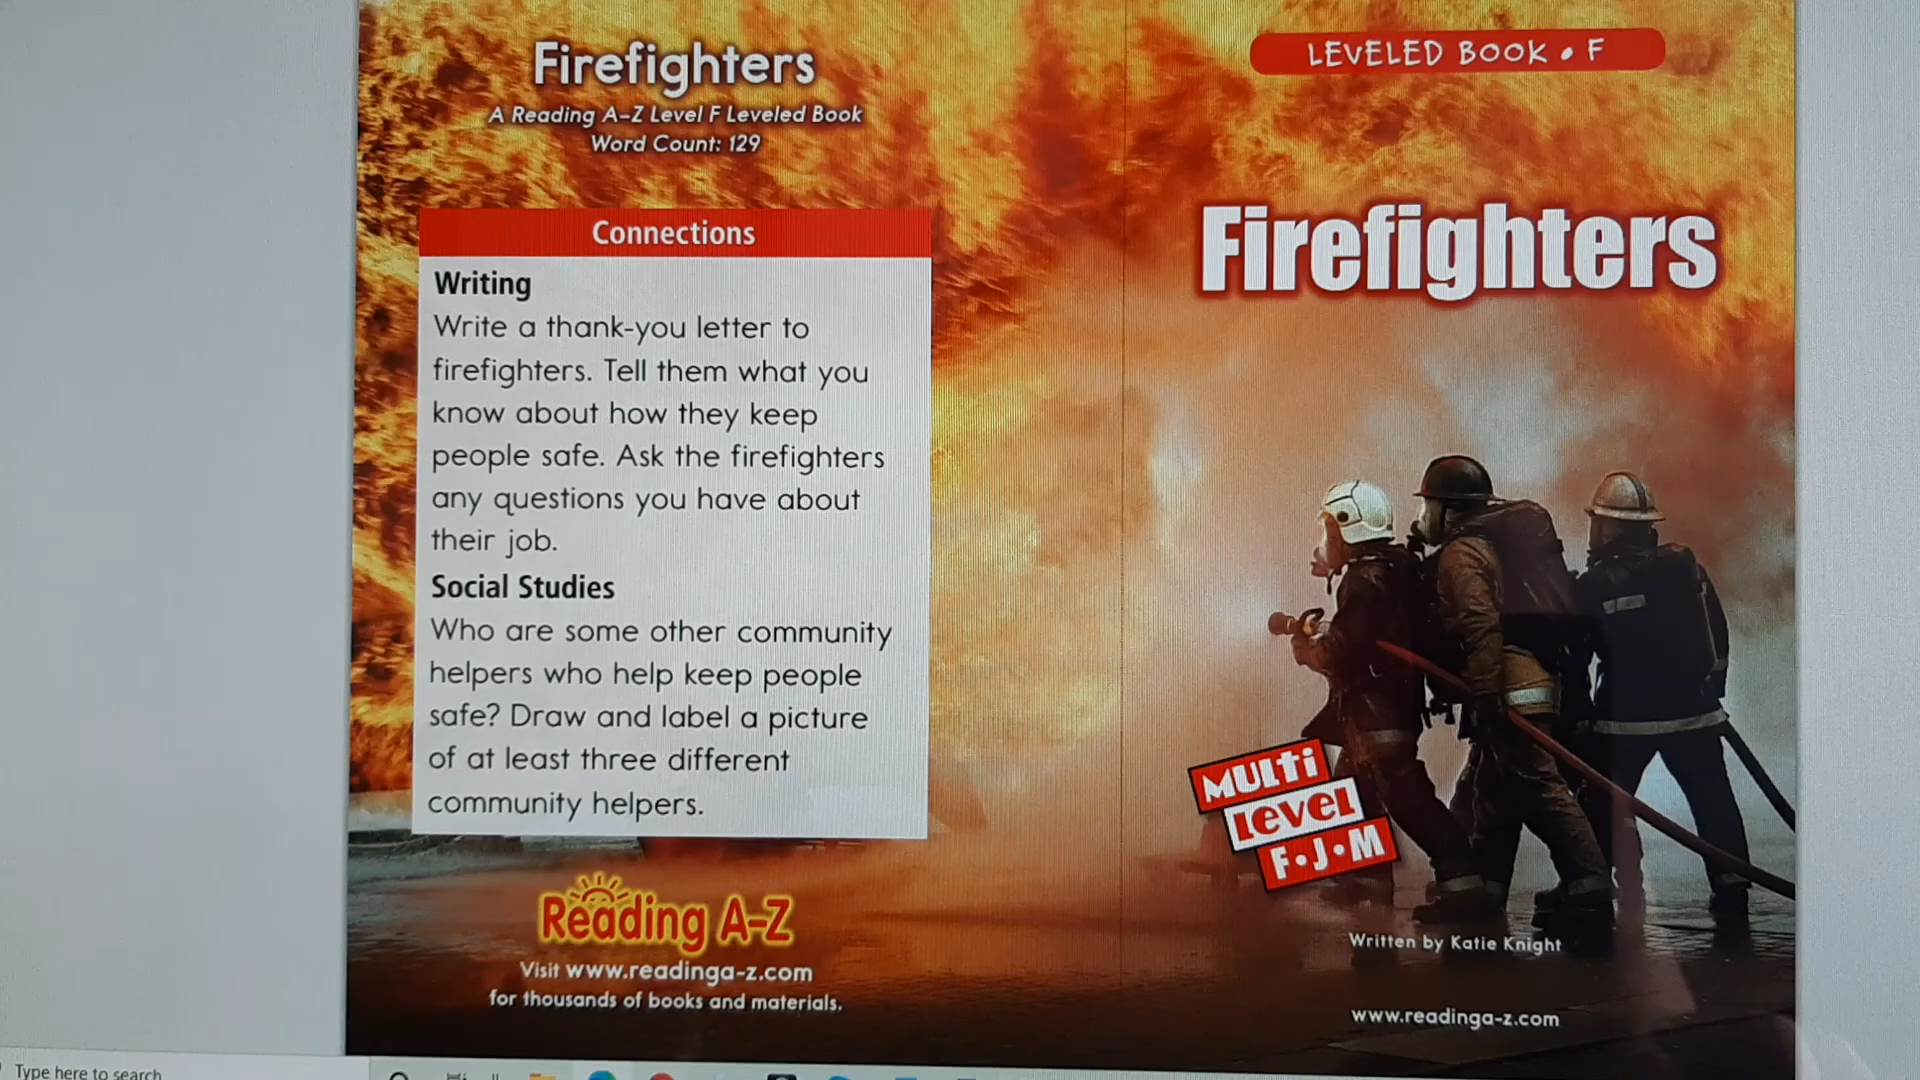 Firefighters
A Reading A–Z Level F Leveled Book
Word Count: 129
Connections
Writing
Write a thank-you letter to
firefighters. Tell them what you
know about how they keep
people safe. Ask the firefighters
any questions you have about
their job.
Social Studies
Who are some other community
helpers who help keep people
safe? Draw and label a picture
of at least three different
community helpers.
Reading A–Z
Visit www.readinga-z.com
for thousands of books and materials.
LEVELED BOOK • F
Firefighters
MULTi
LeveL
F•J•M
Written by Katie Knight
www.readinga-z.com
Type here to search